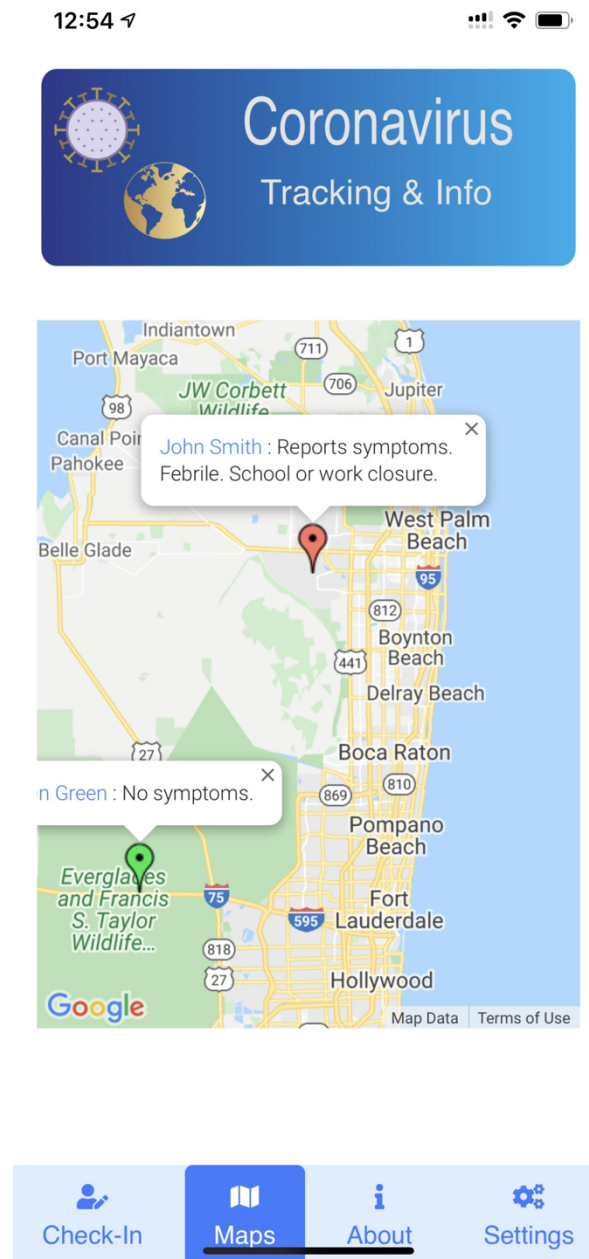 12:54
Coronavirus
Tracking & Info
Indiantown
711
1
Port Mayaca
JW Corbett
706
Jupiter
Wildlife
98
Canal Poin
John Smith : Reports symptoms.
Pahokee
Febrile. School or work closure.
West Palm
Beach
Belle Glade
95
812
Boynton
Beach
441
Delray Beach
27
Boca Raton
n Green : No symptoms.
810
869
Pompano
Beach
Everglades
and Francis
S. Taylor
Wildlife...
75
Fort
Lauderdale
595
818
27
Hollywood
Google
Map Data
Terms of Use
Check-In
Maps
About
Settings